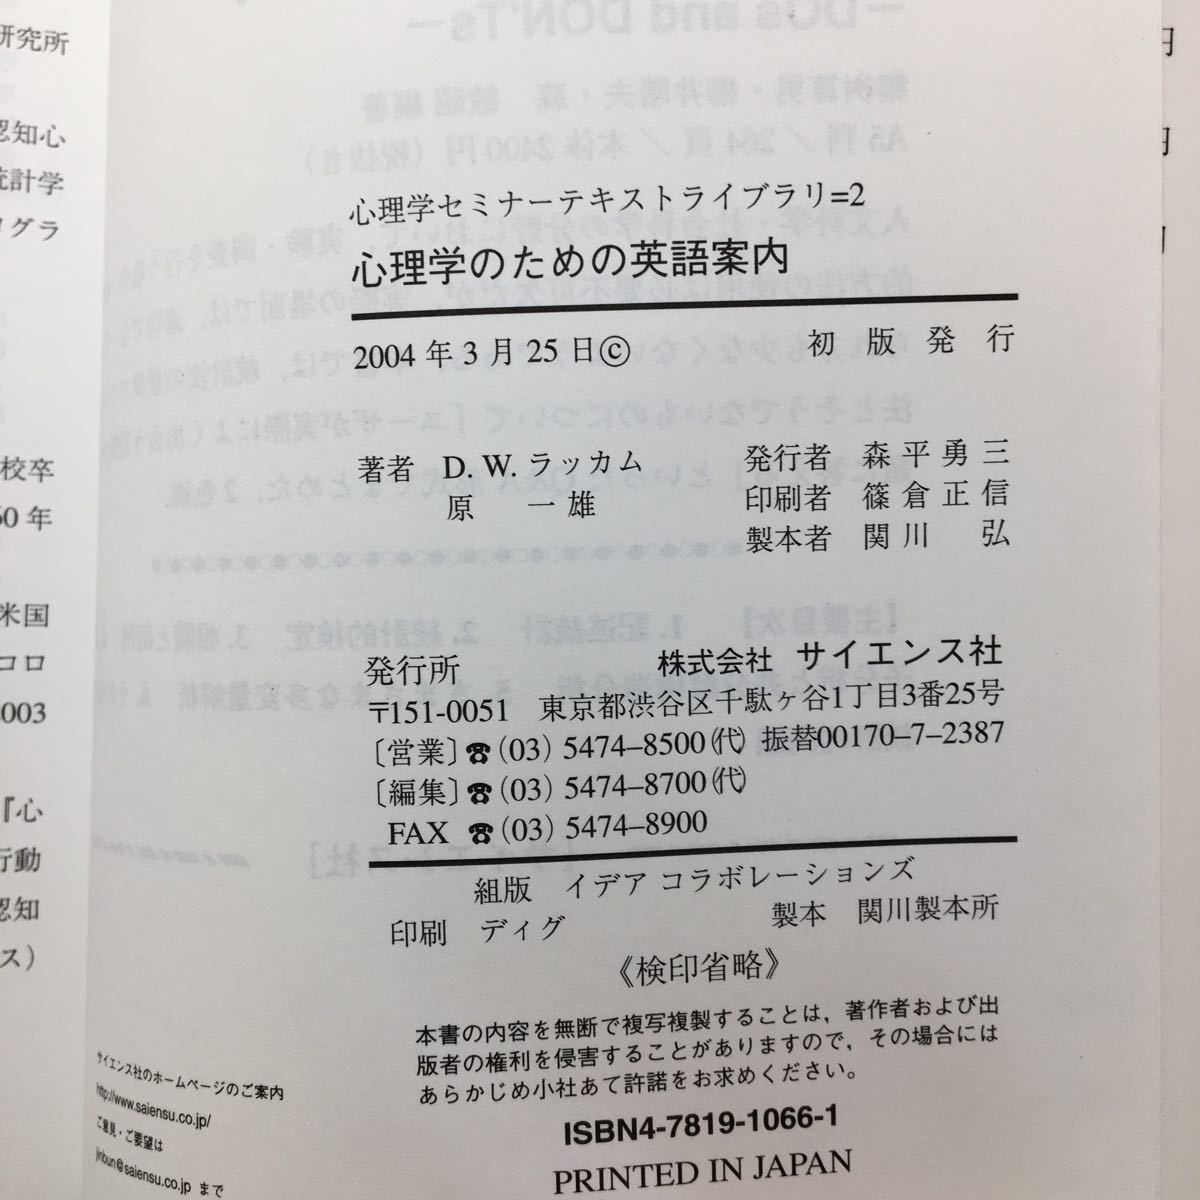 研究所
認知心
統計学
ログラ
校卒
60年
米国
コロ
2003
『心
行動
認知
ス)
円
円
心理学セミナーテキストライブラリ=2
心理学のための英語案内
2004年3月25日© 初版発行
著者 D. W. ラッカム
原 一雄
発行者 森平勇三
印刷者 篠倉正信
製本者 関川 弘
発行所 株式会社 サイエンス社
〒151-0051 東京都渋谷区千駄ヶ谷1丁目3番25号
〔営業〕☎(03) 5474–8500(代) 振替00170–7–2387
〔編集〕☎(03) 5474–8700(代)
FAX ☎(03) 5474–8900
組版 イデア コラボレーションズ
印刷 ディグ 製本 関川製本所
《検印省略》
本書の内容を無断で複写複製することは，著作者および出
版者の権利を侵害することがありますので，その場合には
あらかじめ小社あて許諾をお求めください。
サイエンス社のホームページのご案内
http://www.saiensu.co.jp/
ご意見・ご要望は
jinbun@saiensu.co.jp まで
ISBN4-7819-1066-1
PRINTED IN JAPAN